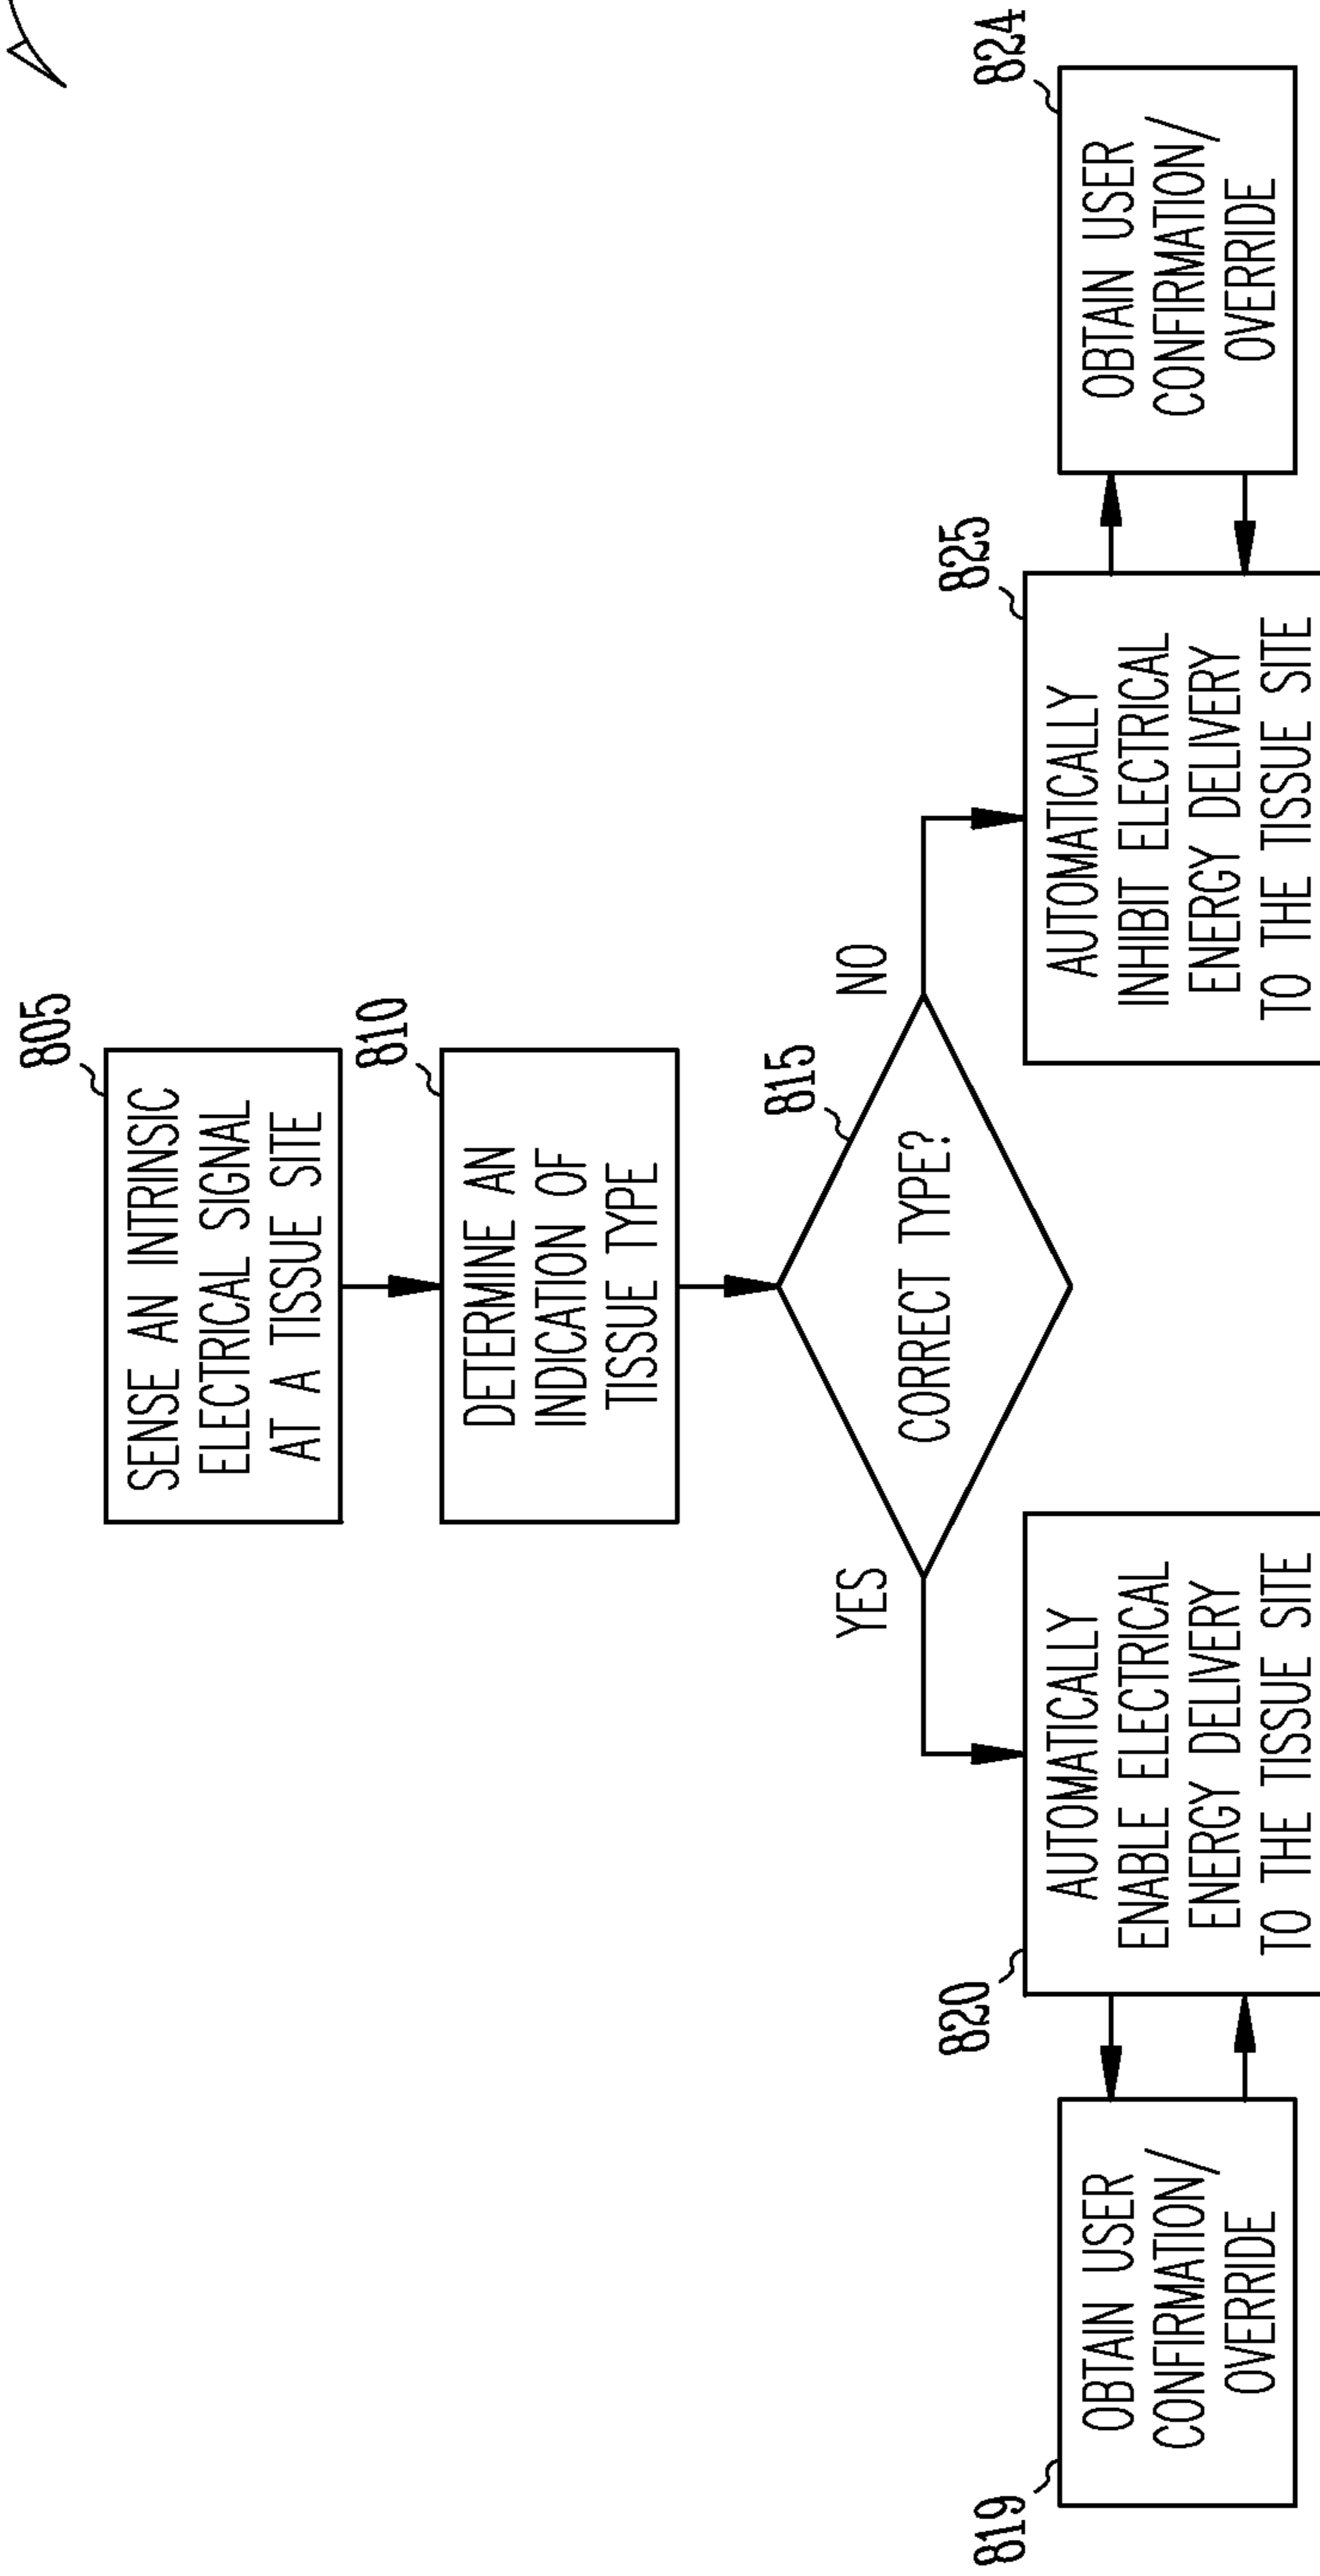 805
SENSE AN INTRINSIC
ELECTRICAL SIGNAL
AT A TISSUE SITE
810
DETERMINE AN
INDICATION OF
TISSUE TYPE
815
CORRECT TYPE?
YES
NO
819
OBTAIN USER
CONFIRMATION/
OVERRIDE
820
AUTOMATICALLY
ENABLE ELECTRICAL
ENERGY DELIVERY
TO THE TISSUE SITE
825
AUTOMATICALLY
INHIBIT ELECTRICAL
ENERGY DELIVERY
TO THE TISSUE SITE
824
OBTAIN USER
CONFIRMATION/
OVERRIDE